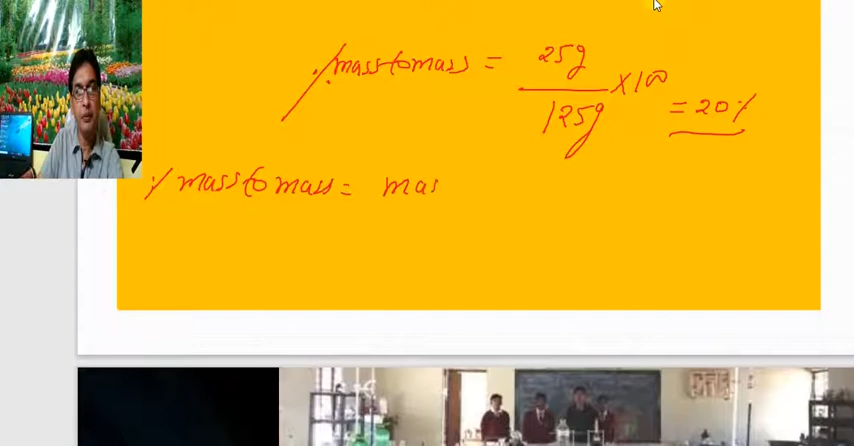 % mass to mass = 25g / 125g × 100 = 20%
% mass to mass = mas